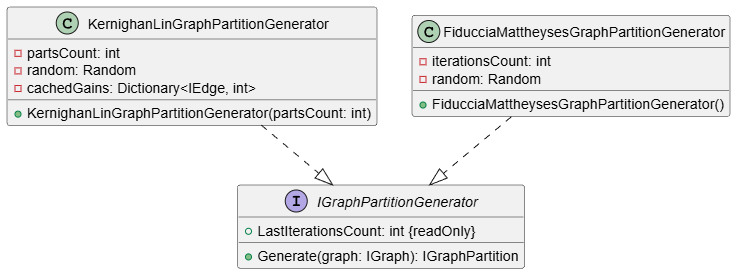 C KernighanLinGraphPartitionGenerator
partsCount: int
random: Random
cachedGains: Dictionary<IEdge, int>
KernighanLinGraphPartitionGenerator(partsCount: int)
C FiducciaMattheysesGraphPartitionGenerator
iterationsCount: int
random: Random
FiducciaMattheysesGraphPartitionGenerator()
I IGraphPartitionGenerator
LastIterationsCount: int {readOnly}
Generate(graph: IGraph): IGraphPartition